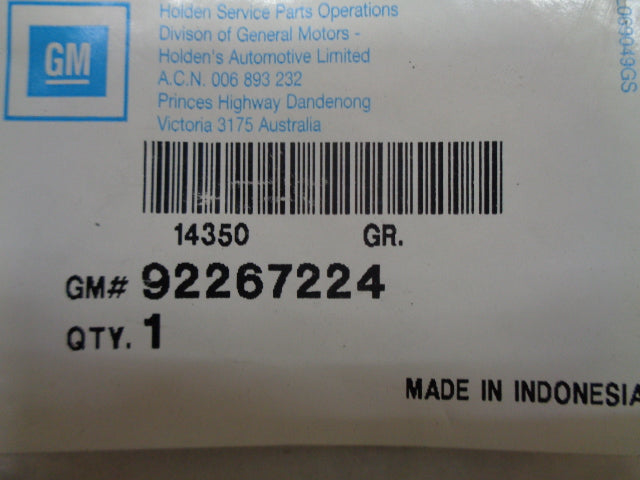 GM
Holden Service Parts Operations
Divison of General Motors -
Holden's Automotive Limited
A.C.N. 006 893 232
Princes Highway Dandenong
Victoria 3175 Australia
069049GS
14350 GR.
GM# 92267224
QTY. 1
MADE IN INDONESIA